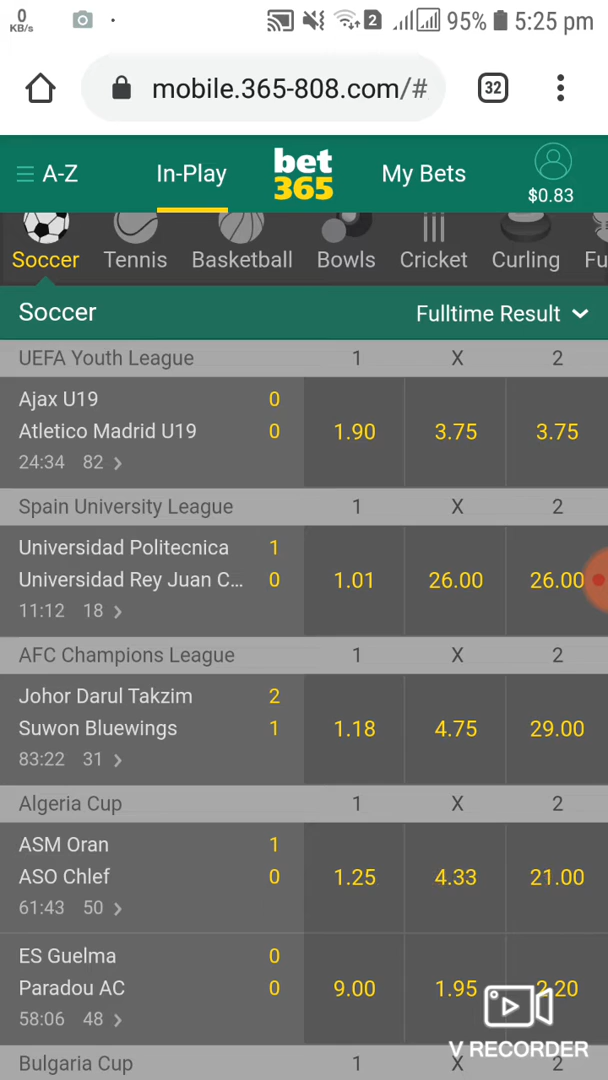 0
KB/s
2
95%
5:25 pm
mobile.365-808.com/#
32
A-Z
In-Play
bet
365
My Bets
$0.83
Soccer
Tennis
Basketball
Bowls
Cricket
Curling
Fu
Soccer
Fulltime Result
UEFA Youth League 1 X 2
Ajax U19 0
Atletico Madrid U19 0
24:34 82 >
1.90 3.75 3.75
Spain University League 1 X 2
Universidad Politecnica 1
Universidad Rey Juan C... 0
11:12 18 >
1.01 26.00 26.00
AFC Champions League 1 X 2
Johor Darul Takzim 2
Suwon Bluewings 1
83:22 31 >
1.18 4.75 29.00
Algeria Cup 1 X 2
ASM Oran 1
ASO Chlef 0
61:43 50 >
1.25 4.33 21.00
ES Guelma 0
Paradou AC 0
58:06 48 >
9.00 1.95 2.20
V RECORDER
Bulgaria Cup 1 X 2